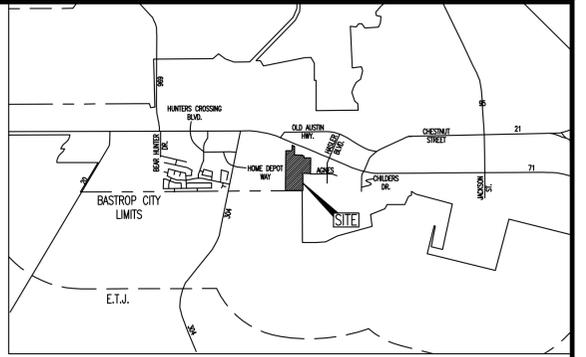 969
95
HUNTERS CROSSING
BLVD.
BEAR HUNTER
DR.
OLD AUSTIN
HWY.
HASLER
BLVD.
CHESTNUT
STREET
21
HOME DEPOT
WAY
AGNES
71
20
CHILDERS
DR.
JACKSON
ST.
BASTROP CITY
LIMITS
304
SITE
E.T.J.
304